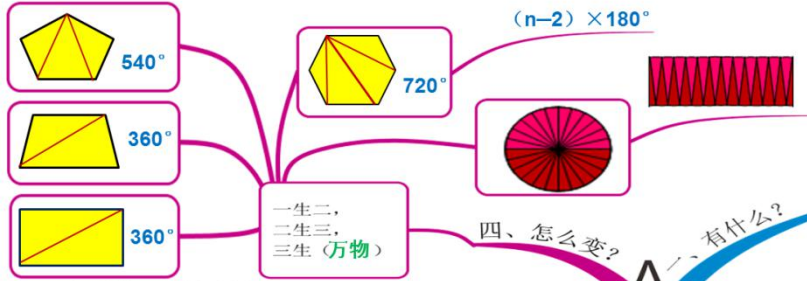 (n—2)×180°
540°
720°
360°
360°
一生二，
二生三，
三生（万物）
四、怎么变？
一、有什么？